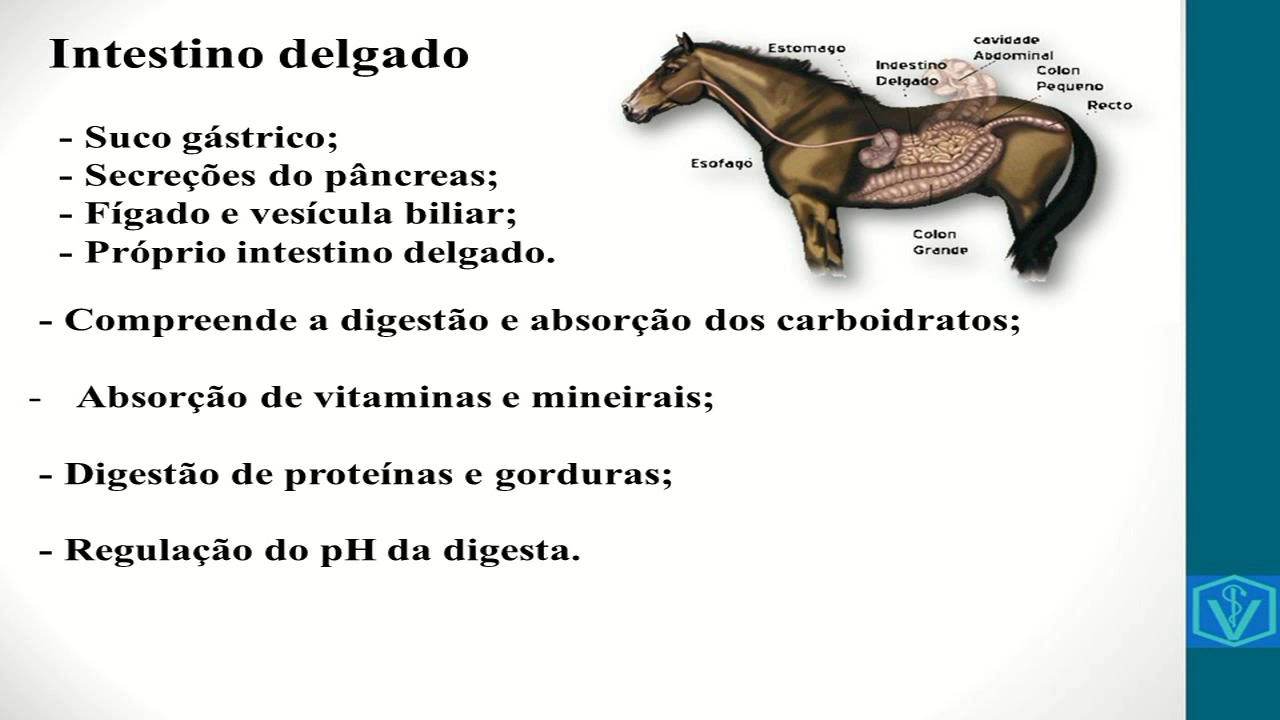 Intestino delgado
- Suco gástrico;
- Secreções do pâncreas;
- Fígado e vesícula biliar;
- Próprio intestino delgado.
Estomago
Indestino
Delgado
cavidade
Abdominal
Colon
Pequeno
Recto
Esofago
Colon
Grande
- Compreende a digestão e absorção dos carboidratos;
- Absorção de vitaminas e mineirais;
- Digestão de proteínas e gorduras;
- Regulação do pH da digesta.